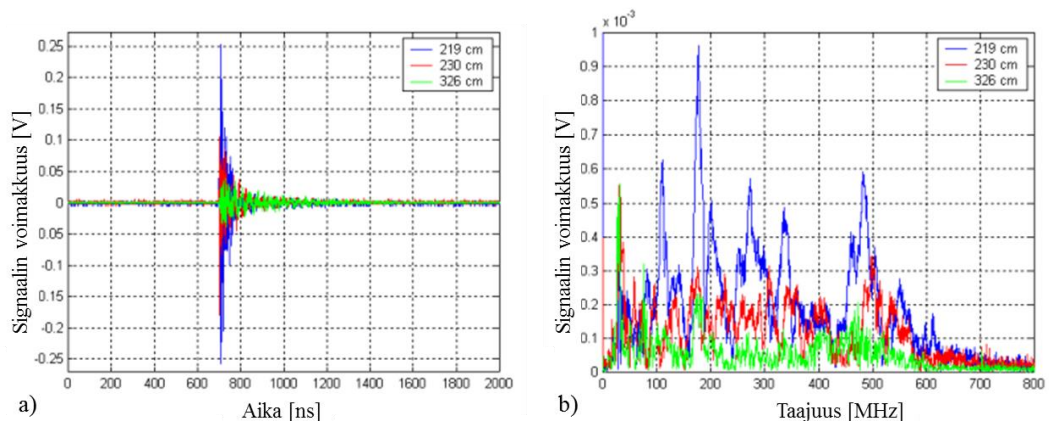 Signaalin voimakkuus [V]
0.25
0.2
0.15
0.1
0.05
0
0.05
-0.1
-0.15
-0.2
-0.25
219 cm
230 cm
326 cm
0 200 400 600 800 1000 1200 1400 1600 1800 2000
a)
Aika [ns]
Signaalin voimakkuus [V]
x 10⁻³
1
0.9
0.8
0.7
0.6
0.5
0.4
0.3
0.2
0.1
0
219 cm
230 cm
326 cm
0 100 200 300 400 500 600 700 800
b)
Taajuus [MHz]